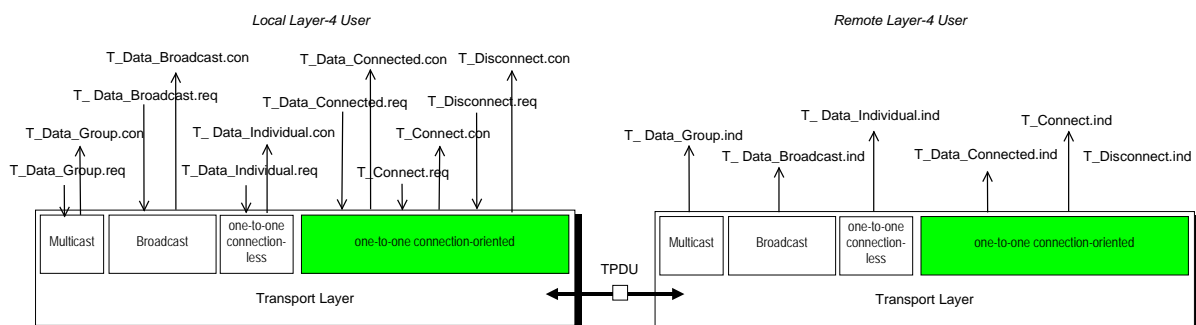 Local Layer-4 User
Remote Layer-4 User
T_Data_Broadcast.con
T_Data_Connected.con
T_Disconnect.con
T_ Data_Broadcast.req
T_Data_Connected.req
T_Disconnect.req
T_Data_Group.con
T_ Data_Individual.con
T_Connect.con
T_Data_Group.req
T_Data_Individual.req
T_Connect.req
T_ Data_Individual.ind
T_Connect.ind
T_ Data_Group.ind
T_ Data_Broadcast.ind
T_Data_Connected.ind
T_Disconnect.ind
Multicast
Broadcast
one-to-one
connection-
less
one-to-one connection-oriented
Transport Layer
TPDU
Multicast
Broadcast
one-to-one
connection-
less
one-to-one connection-oriented
Transport Layer